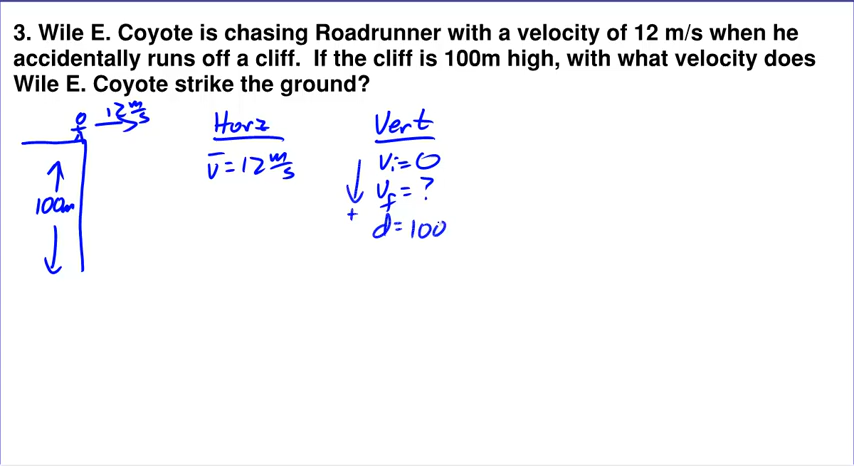 3. Wile E. Coyote is chasing Roadrunner with a velocity of 12 m/s when he
accidentally runs off a cliff. If the cliff is 100m high, with what velocity does
Wile E. Coyote strike the ground?
12 m/s
100m
Horz
v̄ = 12 m/s
Vert
vi = 0
vf = ?
+
d = 100